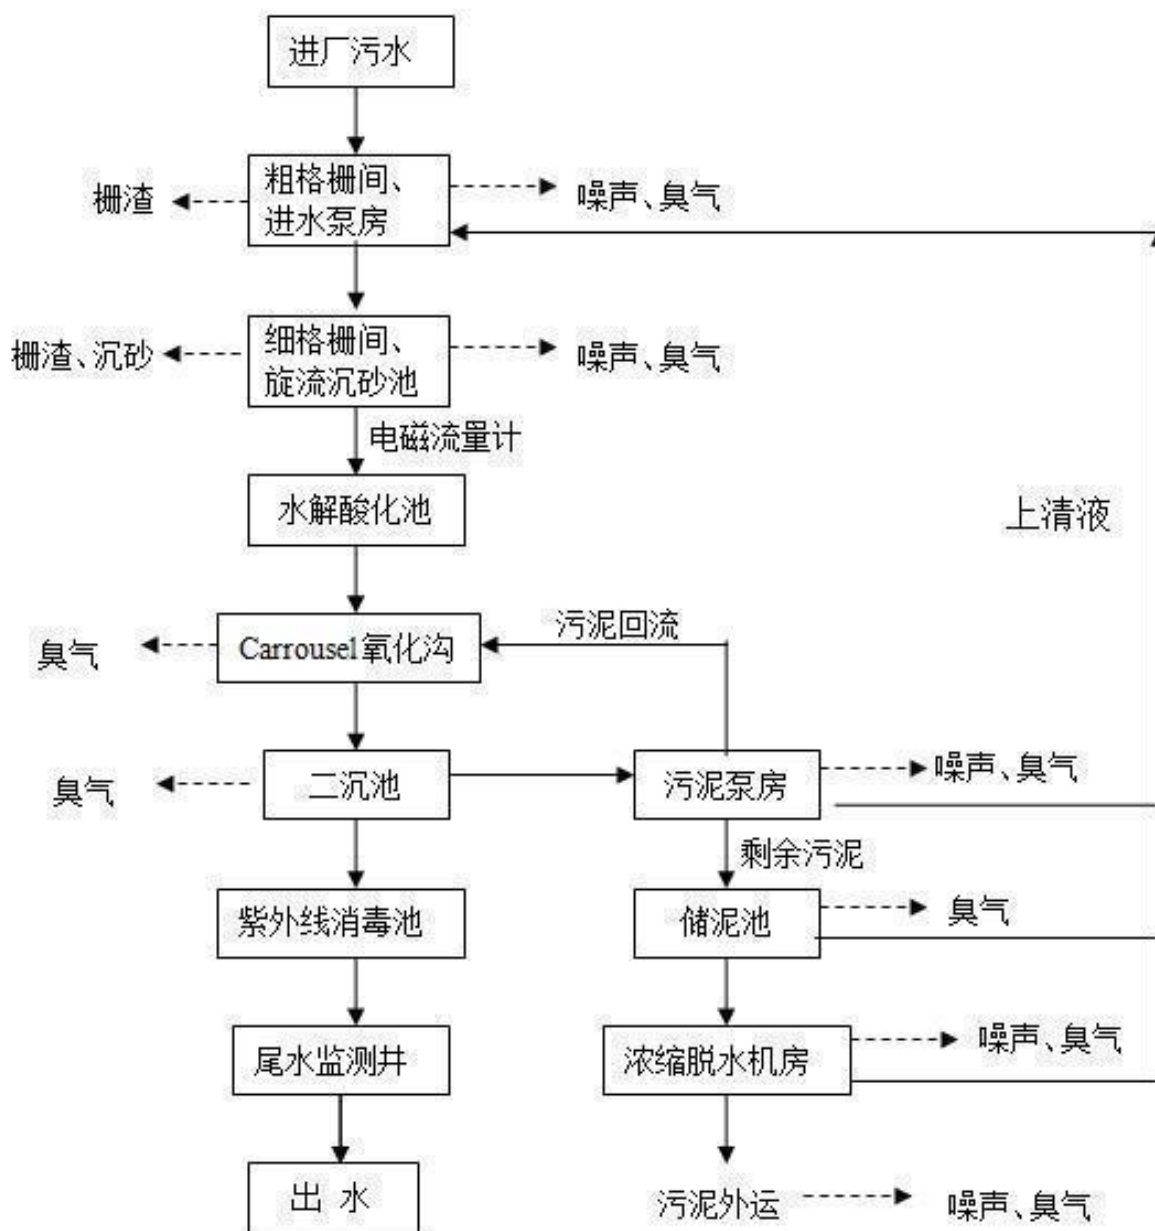 进厂污水
粗格栅间、
进水泵房
栅渣
噪声、臭气
细格栅间、
旋流沉砂池
栅渣、沉砂
噪声、臭气
电磁流量计
水解酸化池
上清液
污泥回流
臭气
Carrousel氧化沟
臭气
二沉池
污泥泵房
噪声、臭气
剩余污泥
紫外线消毒池
储泥池
臭气
尾水监测井
浓缩脱水机房
噪声、臭气
出 水
污泥外运
噪声、臭气